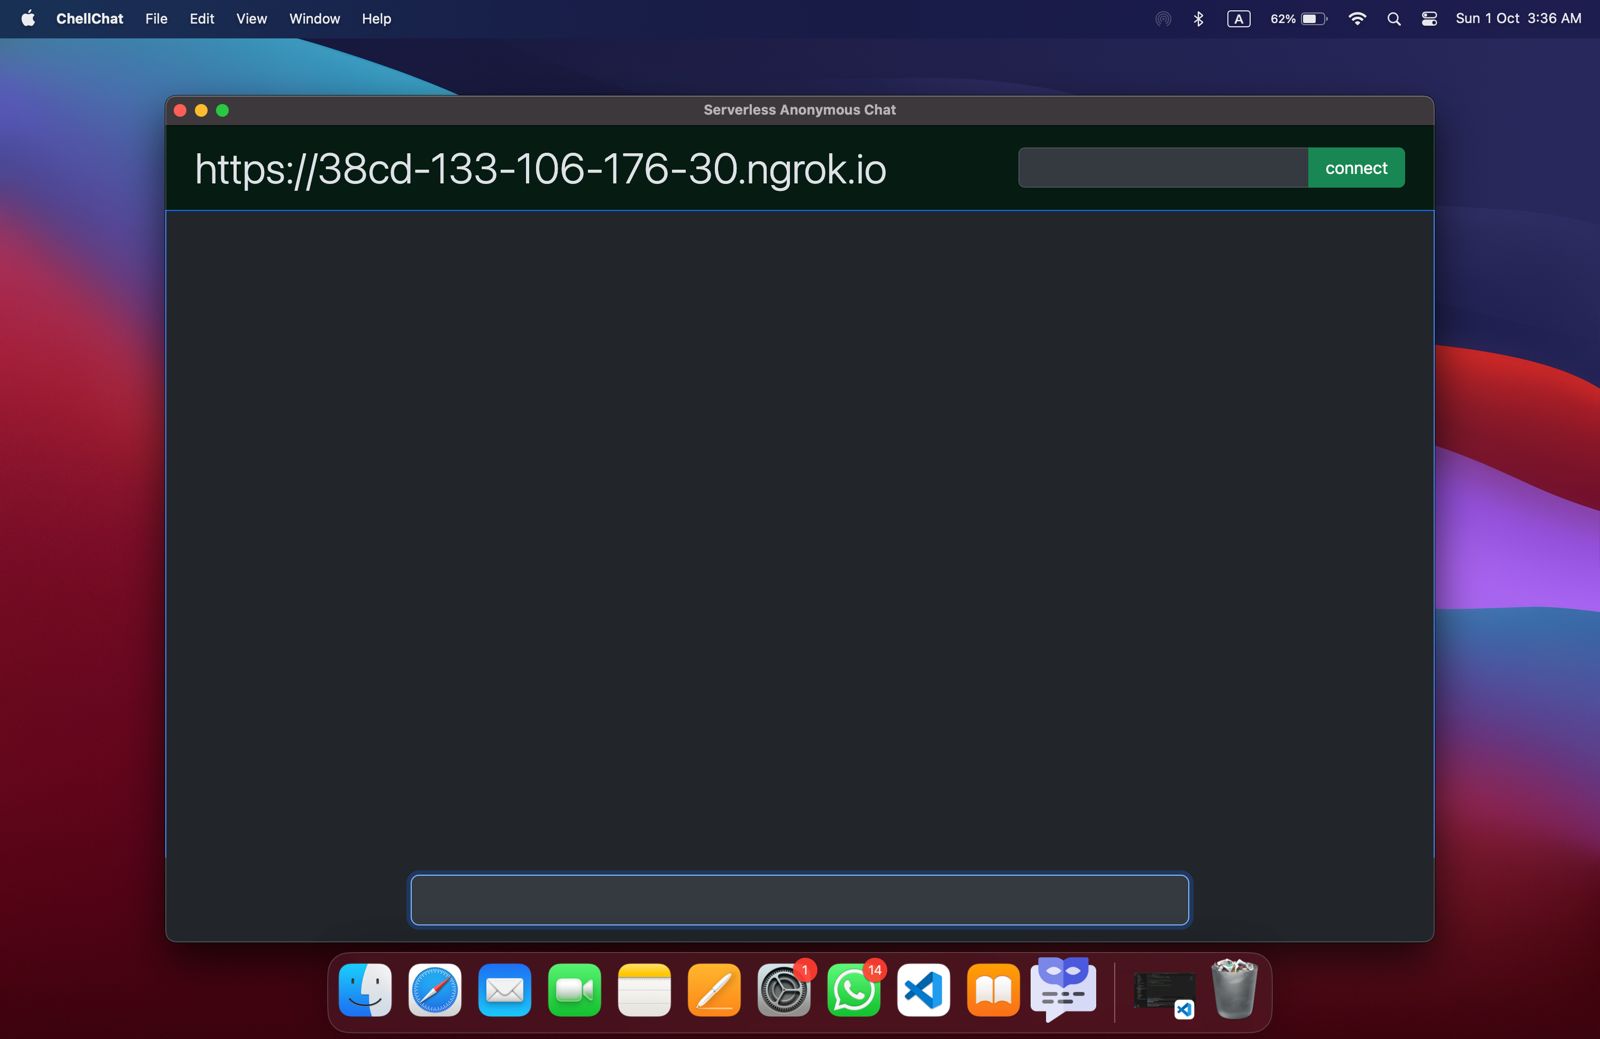 ChellChat File Edit View Window Help A 62% Sun 1 Oct 3:36 AM
Serverless Anonymous Chat
https://38cd-133-106-176-30.ngrok.io connect
1 14